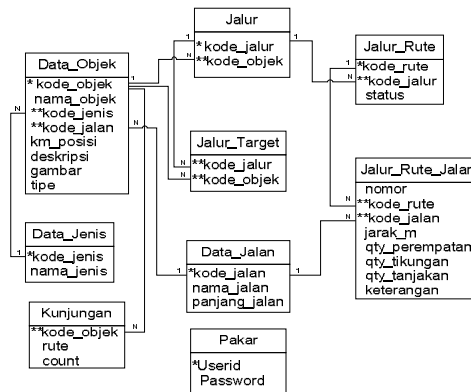 Jalur
* kode_jalur
**kode_objek
1
1
N
Data_Objek
* kode_objek
nama_objek
**kode_jenis
**kode_jalan
km_posisi
deskripsi
gambar
tipe
1
N
N
Jalur_Rute
*kode_rute
**kode_jalur
status
1
N
Jalur_Target
**kode_jalur
**kode_objek
N
N
Jalur_Rute_Jalan
nomor
**kode_rute
**kode_jalan
jarak_m
qty_perempatan
qty_tikungan
qty_tanjakan
keterangan
N
N
Data_Jenis
*kode_jenis
nama_jenis
1
Data_Jalan
*kode_jalan
nama_jalan
panjang_jalan
1
1
Kunjungan
**kode_objek
rute
count
N
Pakar
*Userid
Password